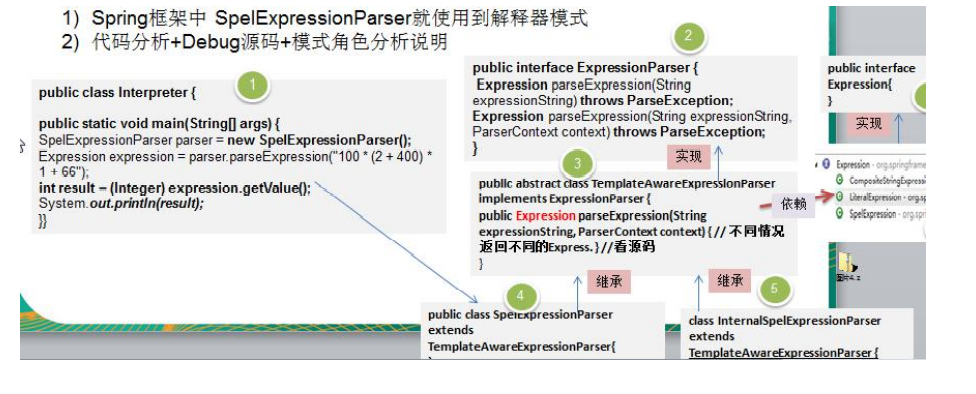 1) Spring框架中 SpelExpressionParser就使用到解释器模式
2) 代码分析+Debug源码+模式角色分析说明
1
public class Interpreter {
public static void main(String[] args) {
SpelExpressionParser parser = new SpelExpressionParser();
Expression expression = parser.parseExpression("100 * (2 + 400) *
1 + 66");
int result = (Integer) expression.getValue();
System.out.println(result);
}}
2
public interface ExpressionParser {
Expression parseExpression(String
expressionString) throws ParseException;
Expression parseExpression(String expressionString,
ParserContext context) throws ParseException;
}
实现
3
public abstract class TemplateAwareExpressionParser
implements ExpressionParser {
public Expression parseExpression(String
expressionString, ParserContext context) { // 不同情况
返回不同的Express. } //看源码
}
依赖
public interface
Expression{
}
实现
Expression - org.springframe
CompositeStringExpressi
LiteralExpression - org.sp
SpelExpression - org.spri
继承
继承
4
public class SpelExpressionParser
extends
TemplateAwareExpressionParser{
5
class InternalSpelExpressionParser
extends
TemplateAwareExpressionParser {